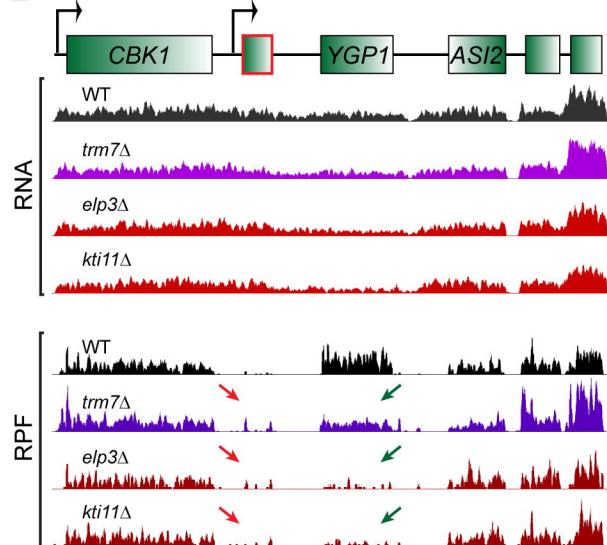 CBK1 YGP1 ASI2
RNA
WT
trm7Δ
elp3Δ
kti11Δ
RPF
WT
trm7Δ
elp3Δ
kti11Δ